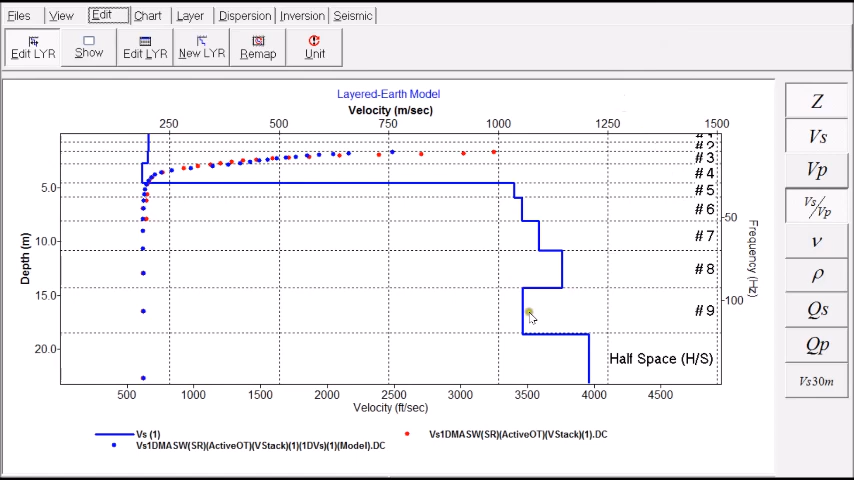 Files View Edit Chart Layer Dispersion Inversion Seismic
Edit LYR Show Edit LYR New LYR Remap Unit
Layered-Earth Model
Velocity (m/sec)
250 500 750 1000 1250 1500
# 2
# 3
# 4
5.0 # 5
# 6
50
# 7
10.0
# 8
15.0 100
# 9
20.0
Half Space (H/S)
Depth (m)
Frequency (Hz)
500 1000 1500 2000 2500 3000 3500 4000 4500
Velocity (ft/sec)
Vs (1)
Vs1DMASW(SR)(ActiveOT)(VStack)(1).DC
Vs1DMASW(SR)(ActiveOT)(VStack)(1)(1DVs)(1)(Model).DC
Z
Vs
Vp
Vs/Vp
ν
ρ
Qs
Qp
Vs30m